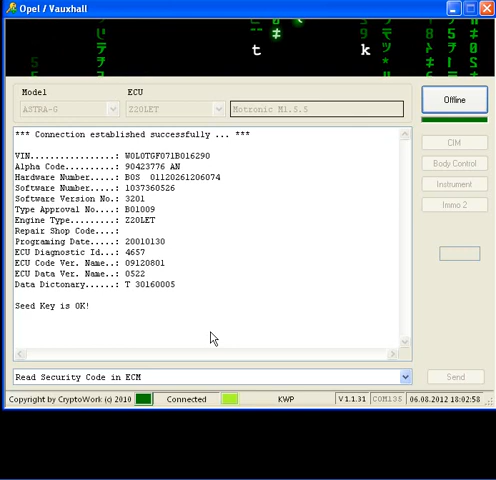 Opel / Vauxhall
t
k
Model
ECU
ASTRA-G
Z20LET
Motronic M1.3.5
Offline
*** Connection established successfully ... ***
VIN................: W0L0TGF071B016290
Alpha Code.........: 90423776 AN
Hardware Number....: B03  01120261206074
Software Number....: 1037360526
Software Version No.: 3201
Type Approval No...: B01009
Engine Type........: Z20LET
Repair Shop Code...:
Programing Date....: 20010130
ECU Diagnostic Id...: 4657
ECU Code Ver. Name..: 09120801
ECU Data Ver. Name..: 0522
Data Dictonary.....: T 30160005
Seed Key is OK!
CIM
Body Control
Instrument
Immo 2
Read Security Code in ECM
Send
Copyright by CryptoWork (c) 2010
Connected
KWP
V 1.1.31
COM135
06.08.2012 18:02:58